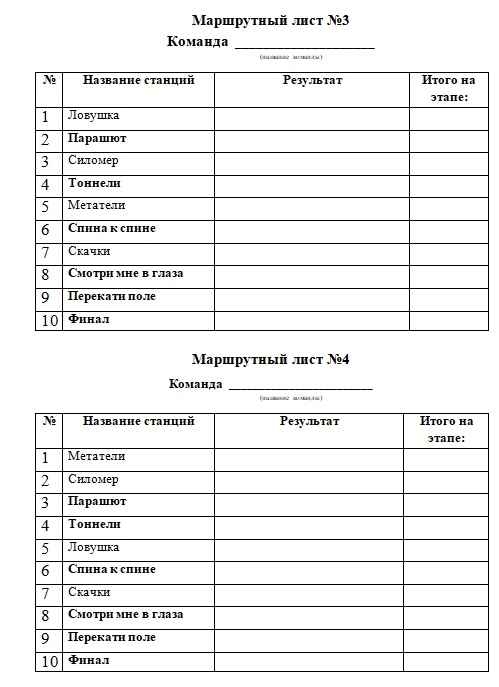 Маршрутный лист №3
Команда ____________________
(название команды)
№ Название станций Результат Итого на
этапе:
1 Ловушка
2 Парашют
3 Силомер
4 Тоннели
5 Метатели
6 Спина к спине
7 Скачки
8 Смотри мне в глаза
9 Перекати поле
10 Финал
Маршрутный лист №4
Команда ________________________
(название команды)
№ Название станций Результат Итого на
этапе:
1 Метатели
2 Силомер
3 Парашют
4 Тоннели
5 Ловушка
6 Спина к спине
7 Скачки
8 Смотри мне в глаза
9 Перекати поле
10 Финал